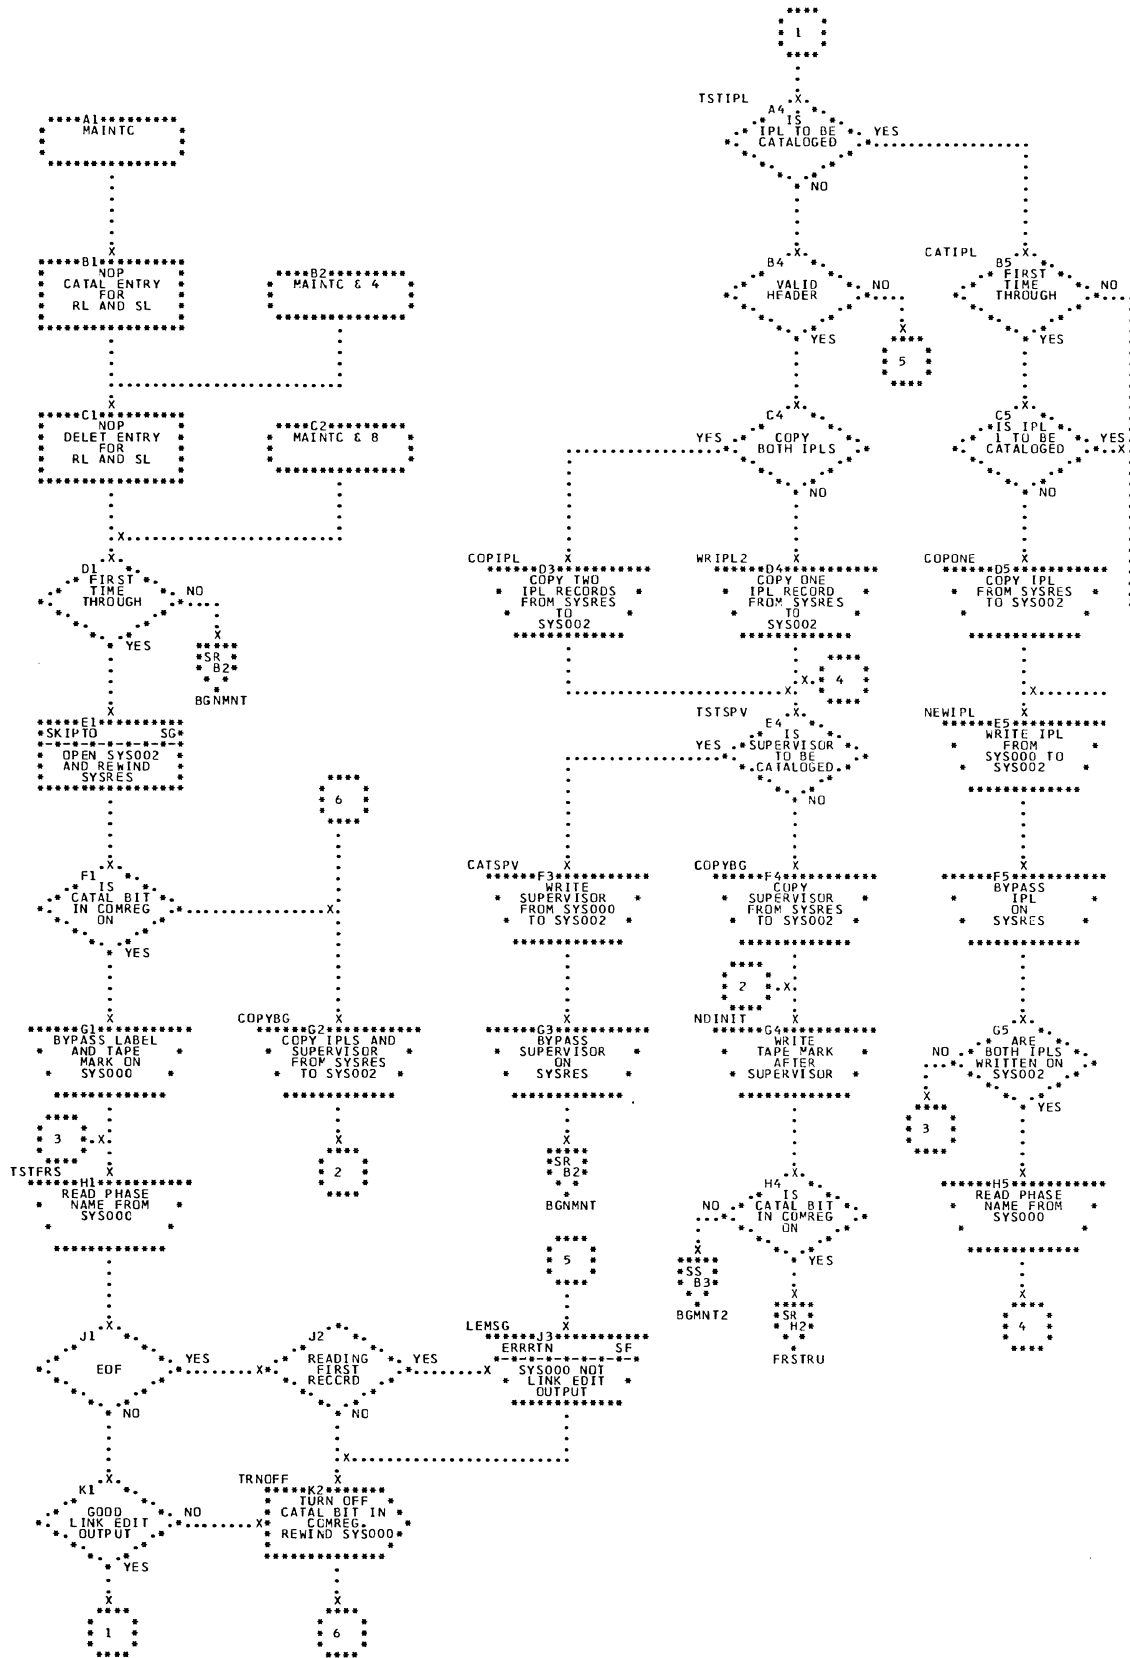 1
TSTIPL
A4
IS
IPL TO BE
CATALOGED
YES
NO
A1
MAINTC
B1
NOP
CATAL ENTRY
FOR
RL AND SL
B2
MAINTC & 4
B4
VALID
HEADER
NO
YES
5
CATIPL
B5
FIRST
TIME
THROUGH
NO
YES
C1
NOP
DELET ENTRY
FOR
RL AND SL
C2
MAINTC & 8
C4
COPY
BOTH IPLS
YES
NO
C5
IS IPL
1 TO BE
CATALOGED
YES
NO
D1
FIRST
TIME
THROUGH
NO
YES
SR
B2
BGNMNT
COPIPL
D3
COPY TWO
IPL RECORDS
FROM SYSRES
TO
SYS002
WRIPL2
D4
COPY ONE
IPL RECORD
FROM SYSRES
TO
SYS002
COPONE
D5
COPY IPL
FROM SYSRES
TO SYS002
4
E1
SKIPTO SG
OPEN SYS002
AND REWIND
SYSRES
TSTSPV
E4
IS
SUPERVISOR
TO BE
CATALOGED
YES
NO
NEWIPL
E5
WRITE IPL
FROM
SYS000 TO
SYS002
6
F1
IS
CATAL BIT
IN COMREG
ON
YES
CATSPV
F3
WRITE
SUPERVISOR
FROM SYS000
TO SYS002
COPYBG
F4
COPY
SUPERVISOR
FROM SYSRES
TO SYS002
F5
BYPASS
IPL
ON
SYSRES
2
G1
BYPASS LABEL
AND TAPE
MARK ON
SYS000
COPYBG
G2
COPY IPLS AND
SUPERVISOR
FROM SYSRES
TO SYS002
G3
BYPASS
SUPERVISOR
ON
SYSRES
NDINIT
G4
WRITE
TAPE MARK
AFTER
SUPERVISOR
G5
ARE
BOTH IPLS
WRITTEN ON
SYS002
NO
YES
3
3
2
SR
B2
BGNMNT
TSTFRS
H1
READ PHASE
NAME FROM
SYS000
H4
IS
CATAL BIT
IN COMREG
ON
NO
YES
H5
READ PHASE
NAME FROM
SYS000
5
SS
B3
BGMNT2
SR
H2
FRSTRU
4
J1
EOF
YES
NO
J2
READING
FIRST
RECORD
YES
NO
LEMSG
J3
ERRRTN SF
SYS000 NOT
LINK EDIT
OUTPUT
K1
GOOD
LINK EDIT
OUTPUT
NO
YES
TRNOFF
K2
TURN OFF
CATAL BIT IN
COMREG.
REWIND SYS000
1
6